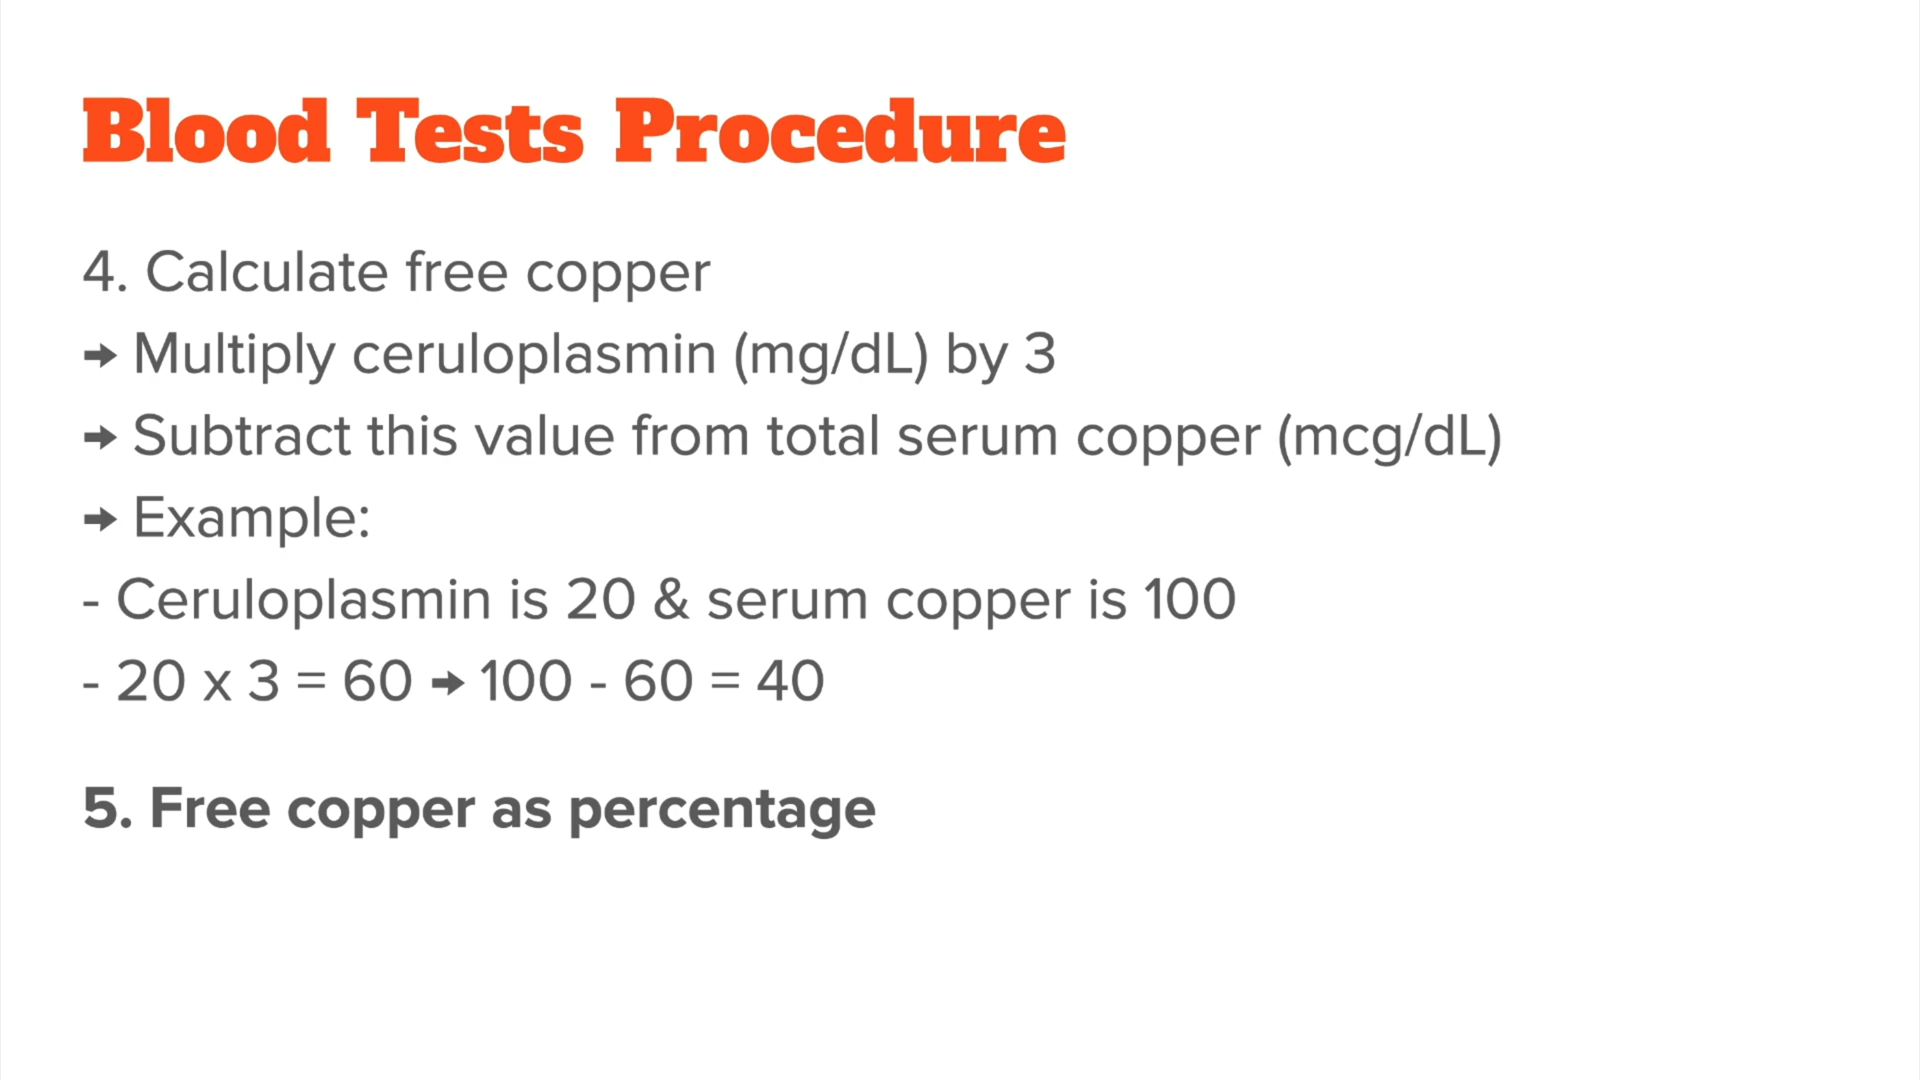 Blood Tests Procedure
4. Calculate free copper
➡ Multiply ceruloplasmin (mg/dL) by 3
➡ Subtract this value from total serum copper (mcg/dL)
➡ Example:
- Ceruloplasmin is 20 & serum copper is 100
- 20 x 3 = 60 ➡ 100 - 60 = 40
5. Free copper as percentage